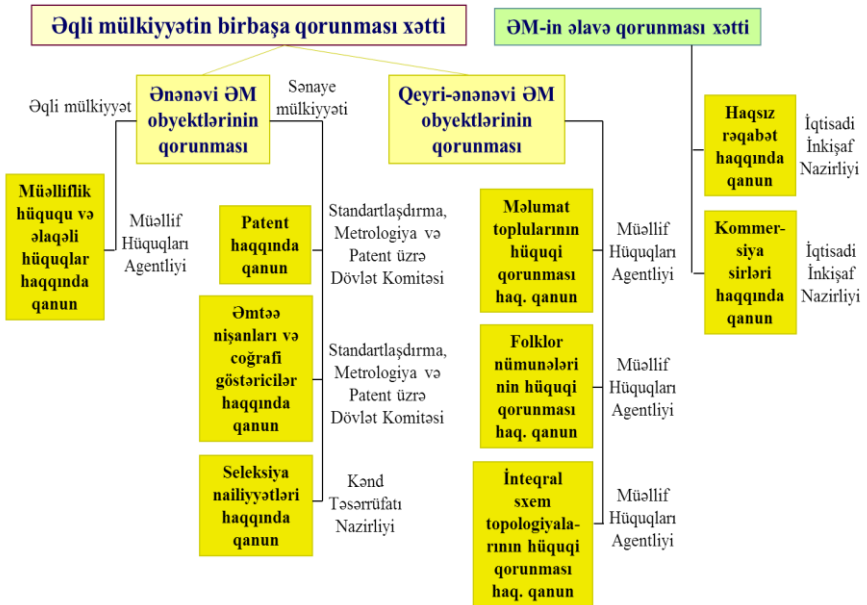 Əqli mülkiyyətin birbaşa qorunması xətti
ƏM-in əlavə qorunması xətti
Əqli mülkiyyət
Ənənəvi ƏM
obyektlərinin
qorunması
Sənaye
mülkiyyəti
Qeyri-ənənəvi ƏM
obyektlərinin
qorunması
Müəlliflik
hüququ və
əlaqəli
hüquqlar
haqqında
qanun
Müəllif
Hüquqları
Agentliyi
Patent
haqqında
qanun
Standartlaşdırma,
Metrologiya və
Patent üzrə
Dövlət Komitəsi
Əmtəə
nişanları və
coğrafi
göstəricilər
haqqında
qanun
Standartlaşdırma,
Metrologiya və
Patent üzrə
Dövlət Komitəsi
Seleksiya
nailiyyətləri
haqqında
qanun
Kənd
Təsərrüfatı
Nazirliyi
Məlumat
toplularının
hüquqi
qorunması
haq. qanun
Müəllif
Hüquqları
Agentliyi
Folklor
nümunələri
nin hüquqi
qorunması
haq. qanun
Müəllif
Hüquqları
Agentliyi
İnteqral
sxem
topologiyala-
rının hüquqi
qorunması
haq. qanun
Müəllif
Hüquqları
Agentliyi
Haqsız
rəqabət
haqqında
qanun
İqtisadi
İnkişaf
Nazirliyi
Kommer-
siya
sirləri
haqqında
qanun
İqtisadi
İnkişaf
Nazirliyi